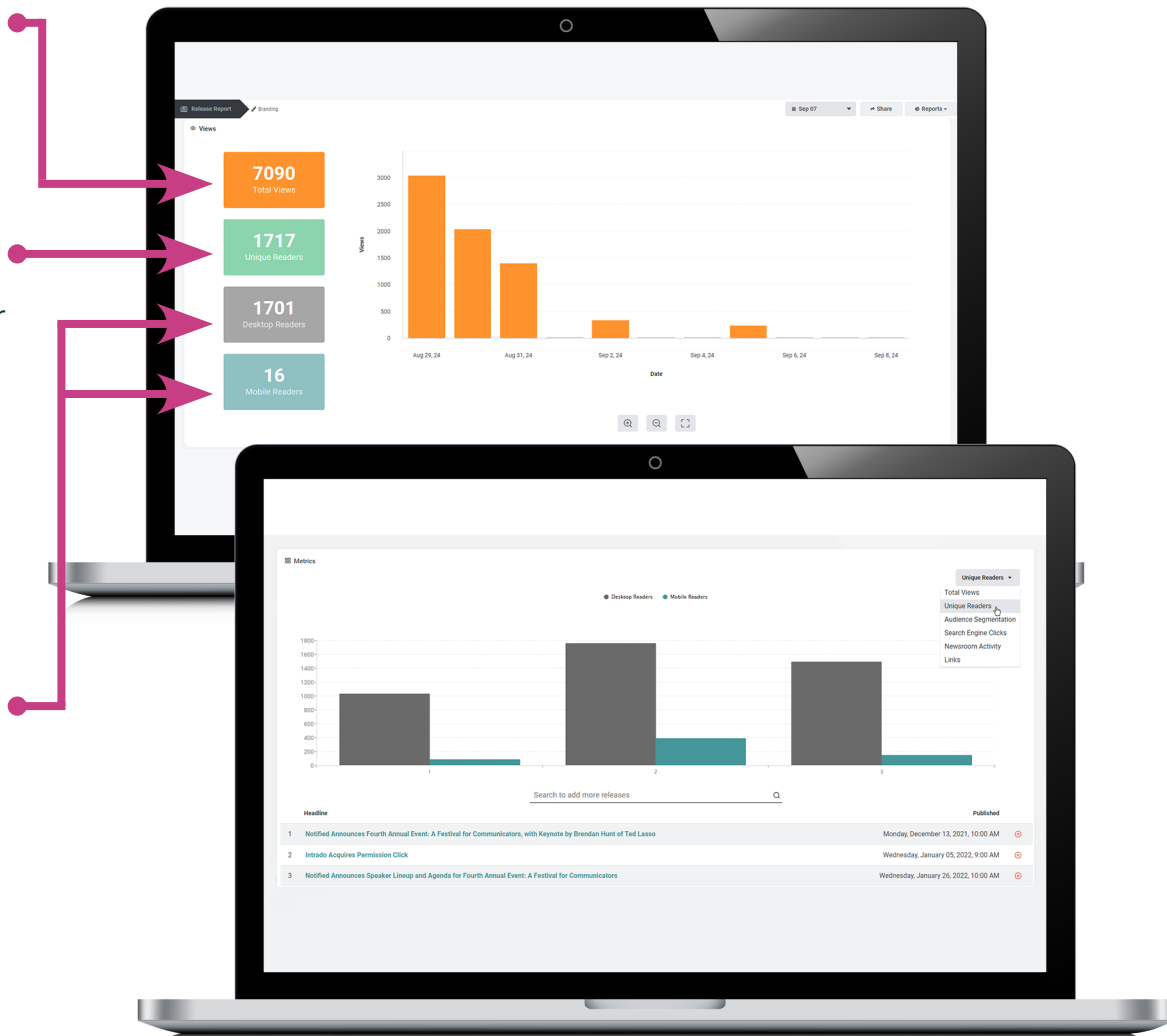 Release Report
Branding
Sep 07
Share
Reports
Views
7090
Total Views
1717
Unique Readers
1701
Desktop Readers
16
Mobile Readers
Views
3000
2500
2000
1500
1000
500
0
Aug 29, 24 Aug 31, 24 Sep 2, 24 Sep 4, 24 Sep 6, 24 Sep 8, 24
Date
Metrics
Unique Readers
Total Views
Unique Readers
Audience Segmentation
Search Engine Clicks
Newsroom Activity
Links
Desktop Readers Mobile Readers
1800
1600
1400
1200
1000
800
600
400
200
0
1 2 3
Search to add more releases
Headline Published
1 Notified Announces Fourth Annual Event: A Festival for Communicators, with Keynote by Brendan Hunt of Ted Lasso Monday, December 13, 2021, 10:00 AM
2 Intrado Acquires Permission Click Wednesday, January 05, 2022, 9:00 AM
3 Notified Announces Speaker Lineup and Agenda for Fourth Annual Event: A Festival for Communicators Wednesday, January 26, 2022, 10:00 AM